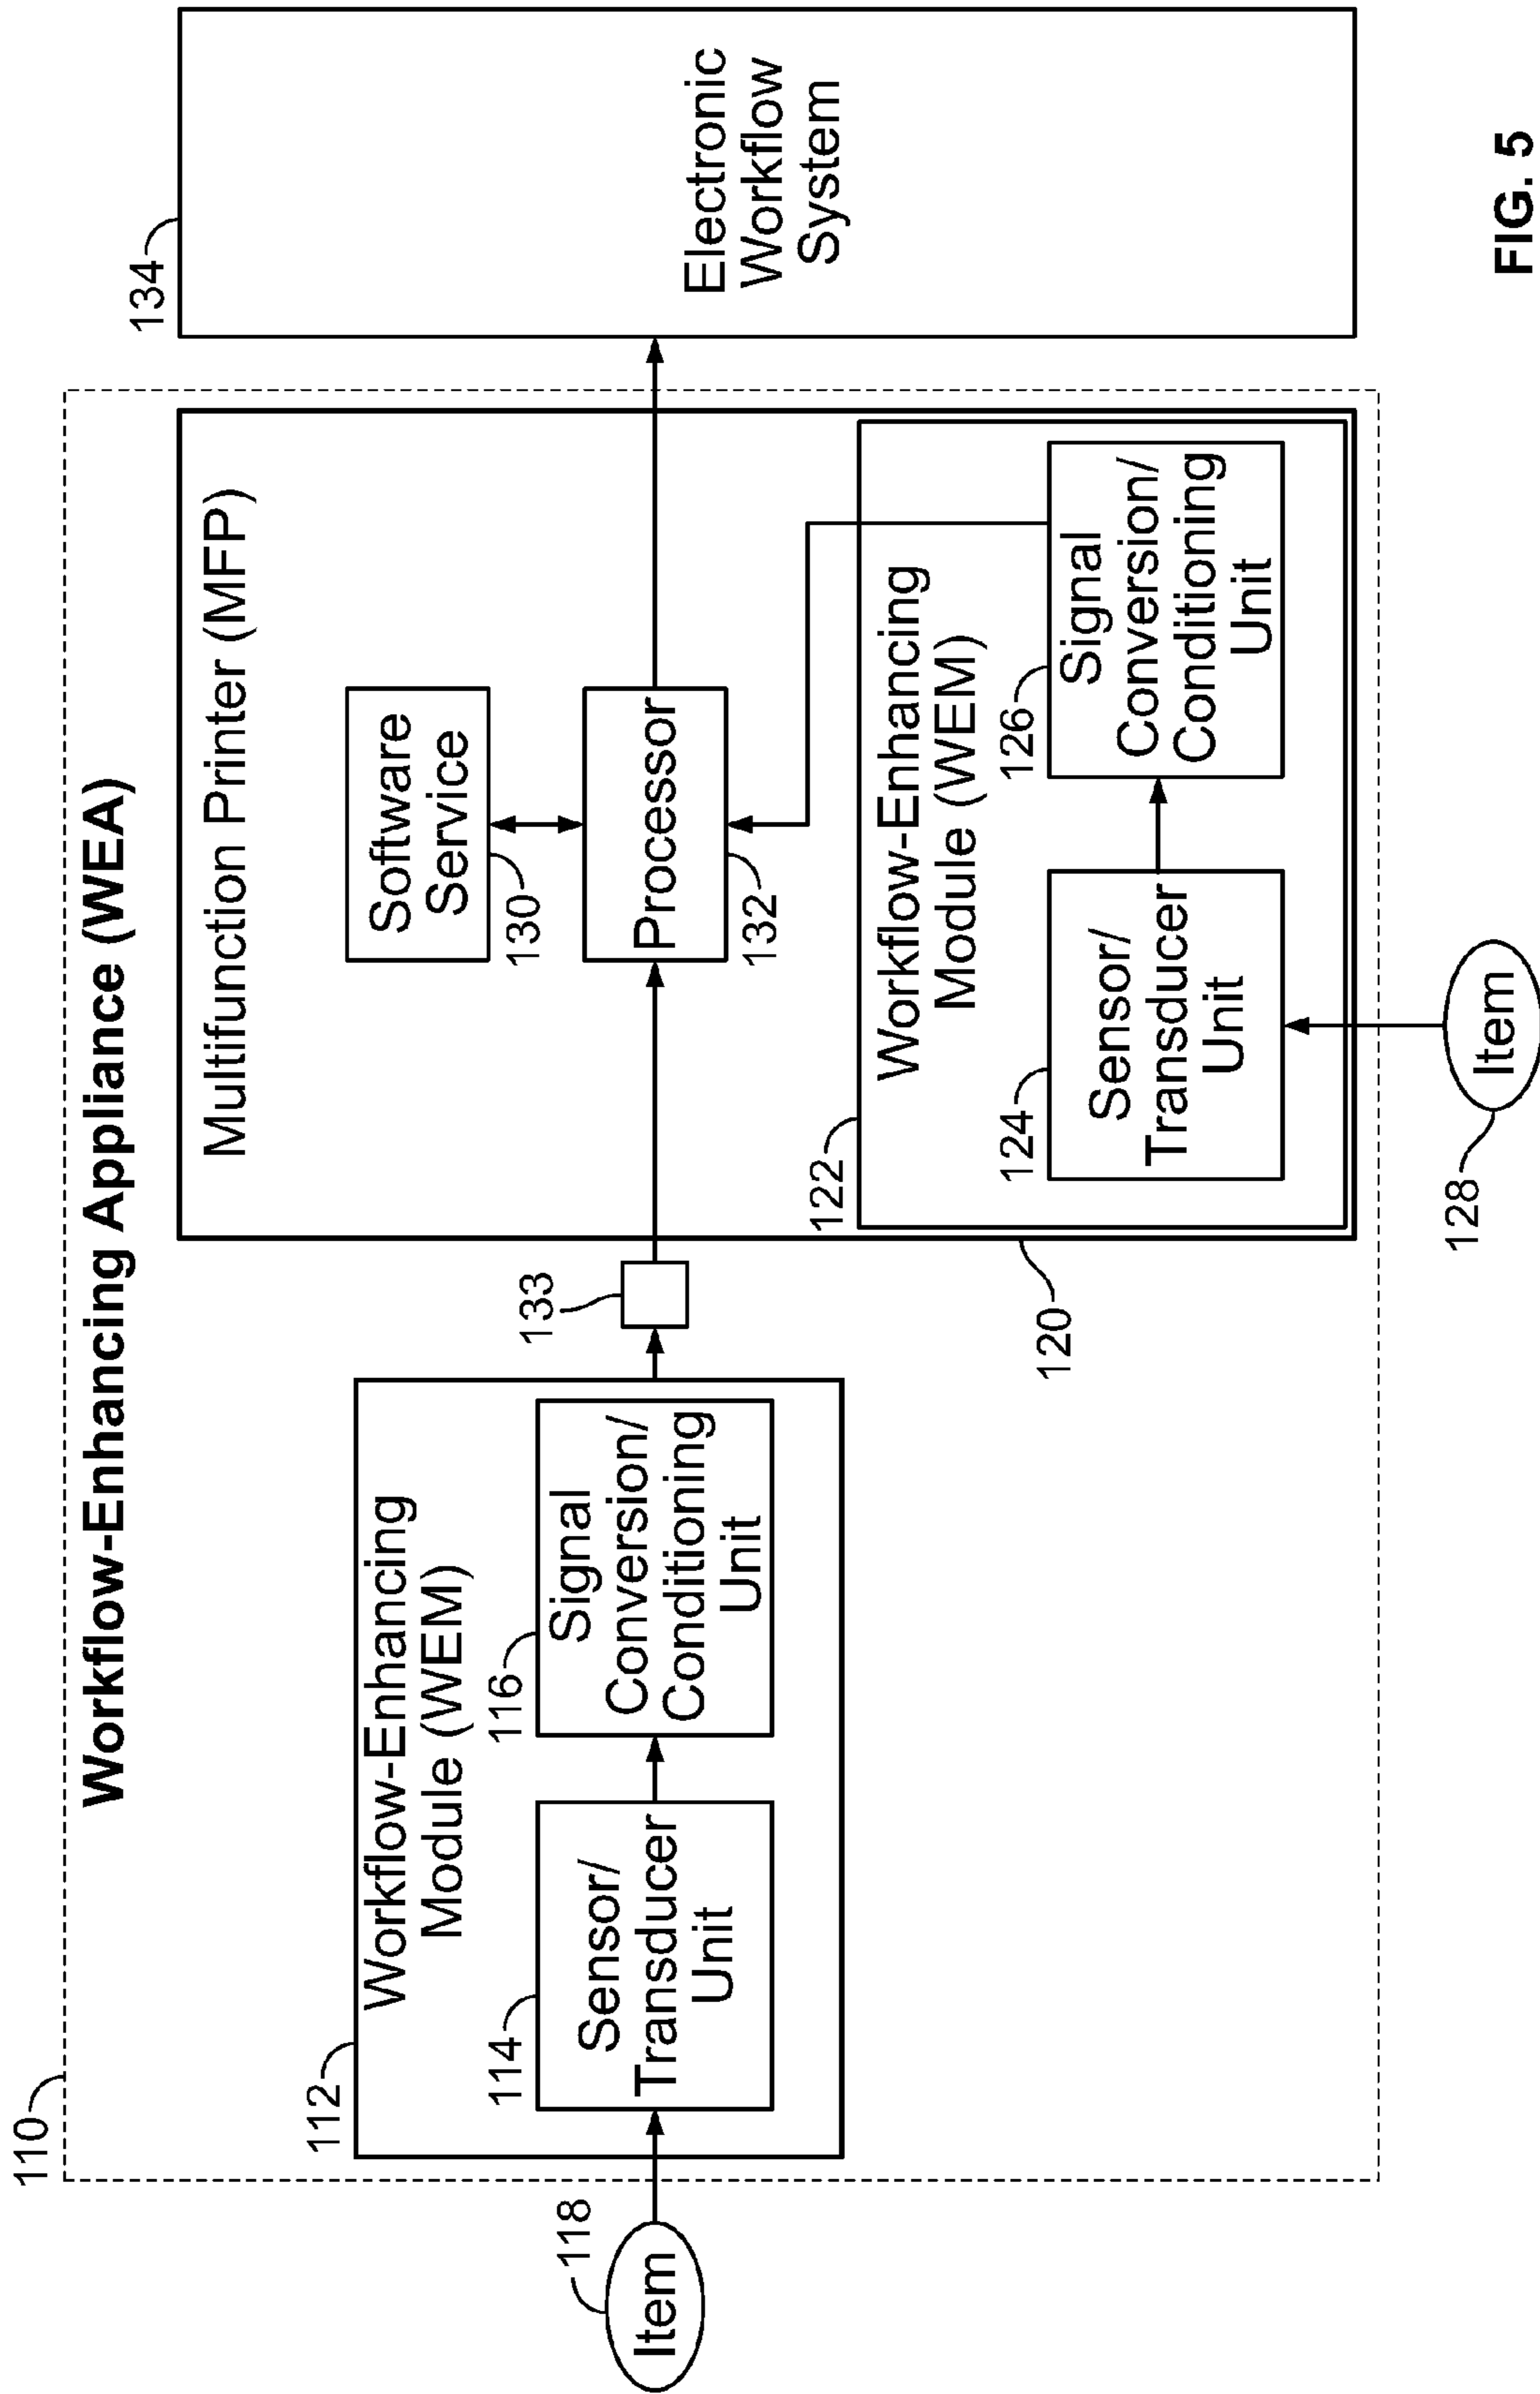 110
Workflow-Enhancing Appliance (WEA)
134
Multifunction Printer (MFP)
Electronic
Workflow
System
112
Workflow-Enhancing
Module (WEM)
114
Sensor/
Transducer
Unit
116
Signal
Conversion/
Conditioning
Unit
118
Item
133
Software
Service
130
Processor
132
120
122
Workflow-Enhancing
Module (WEM)
124
Sensor/
Transducer
Unit
126
Signal
Conversion/
Conditioning
Unit
128
Item
FIG. 5